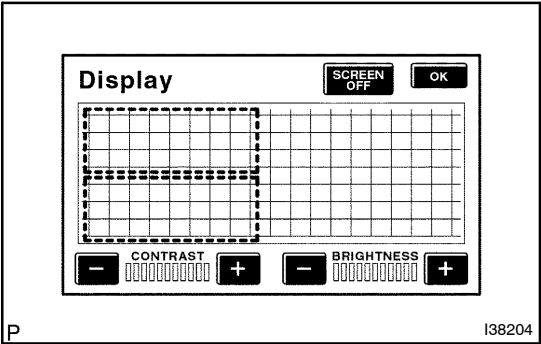 Display
SCREEN
OFF
OK
− CONTRAST +
− BRIGHTNESS +
P
I38204